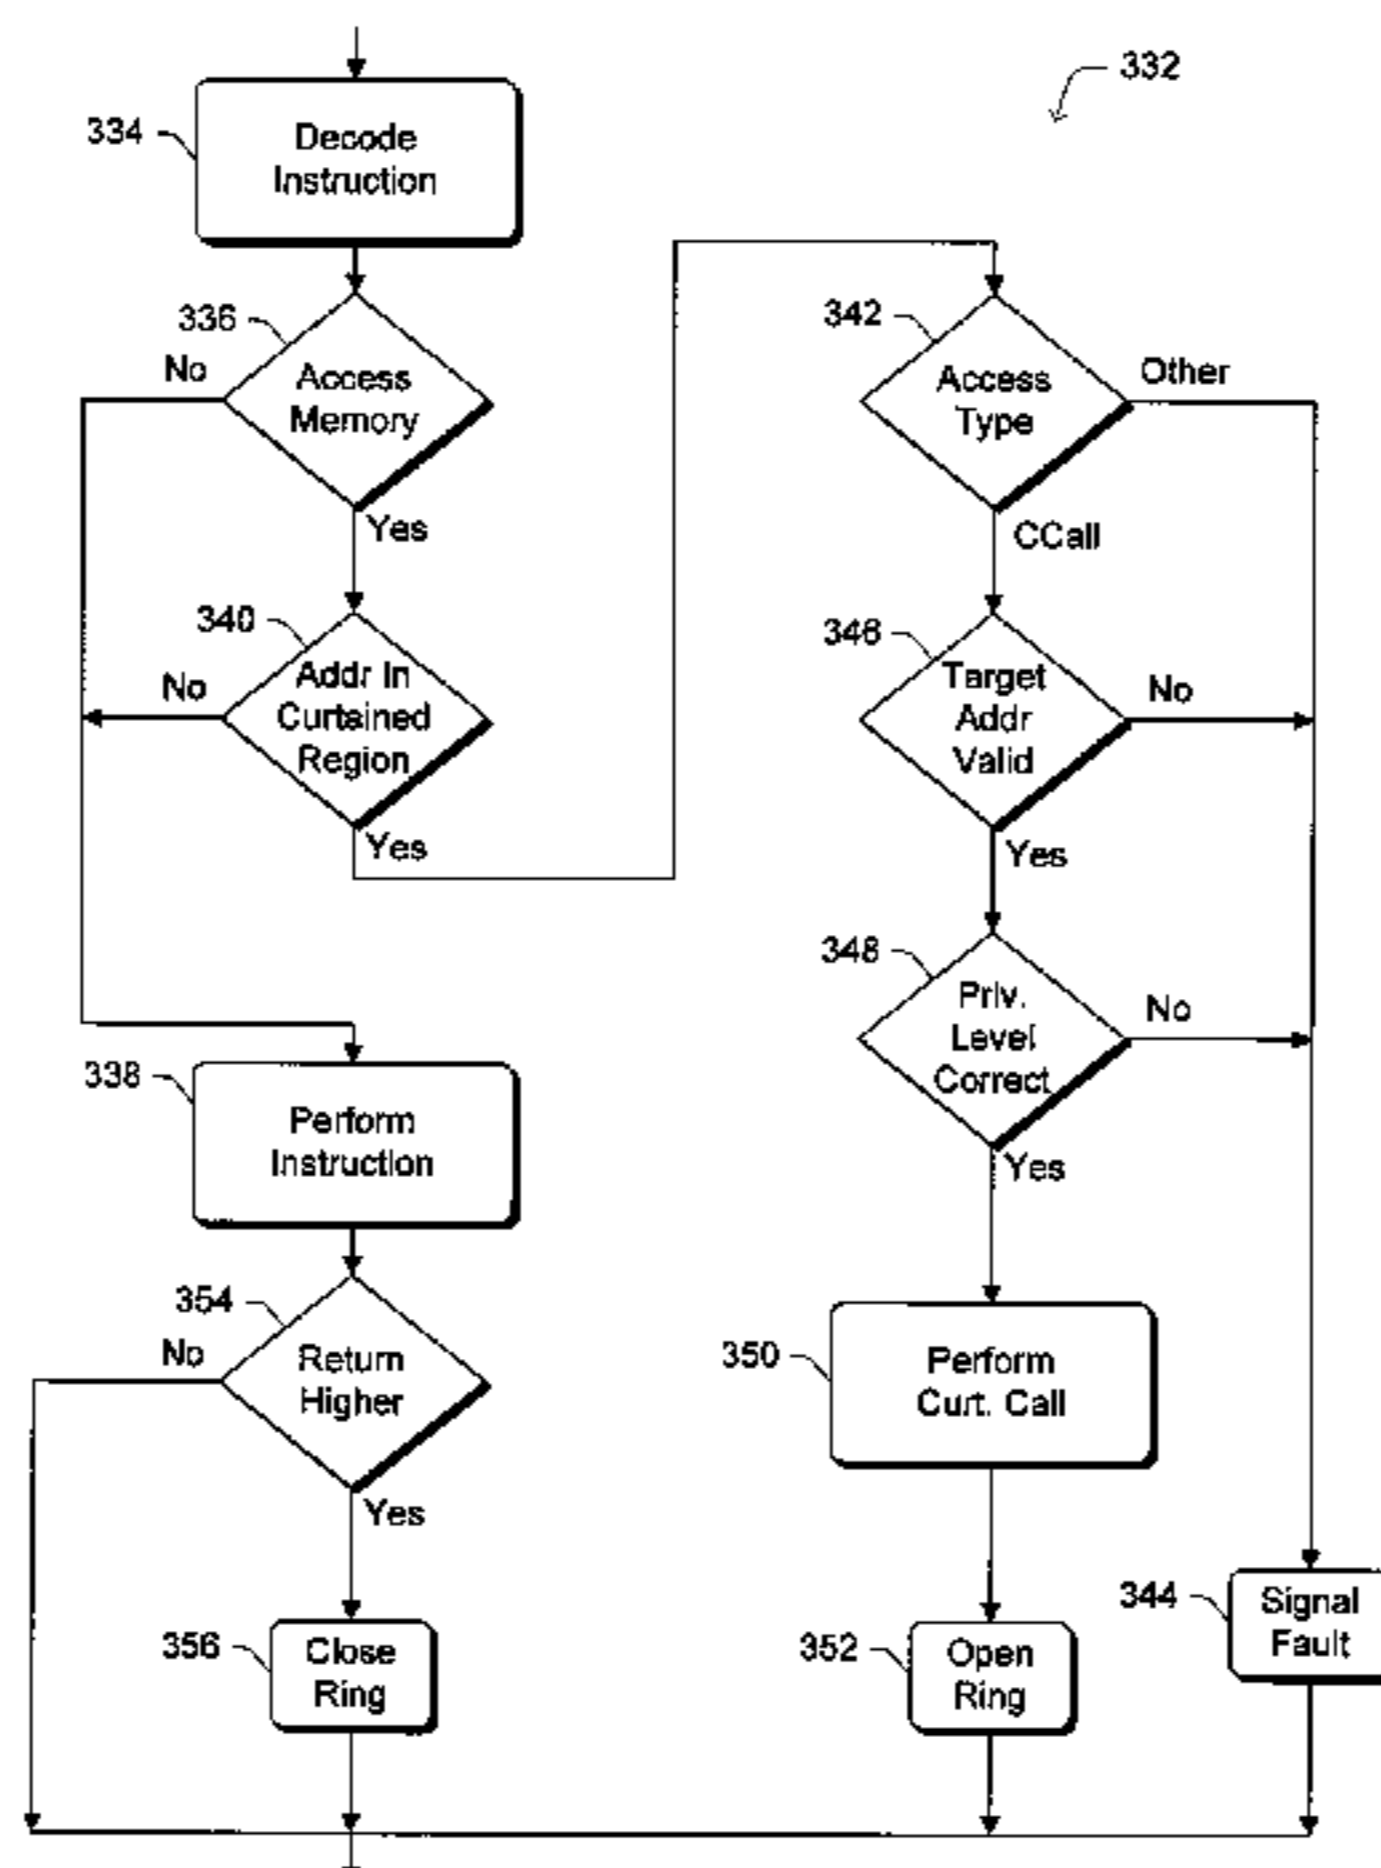 332
334
Decode
Instruction
336
No
Access
Memory
Yes
340
No
Addr In
Curtained
Region
Yes
342
Access
Type
Other
CCall
346
Target
Addr
Valid
No
Yes
348
Priv.
Level
Correct
No
Yes
338
Perform
Instruction
354
No
Return
Higher
Yes
350
Perform
Curt. Call
356
Close
Ring
352
Open
Ring
344
Signal
Fault